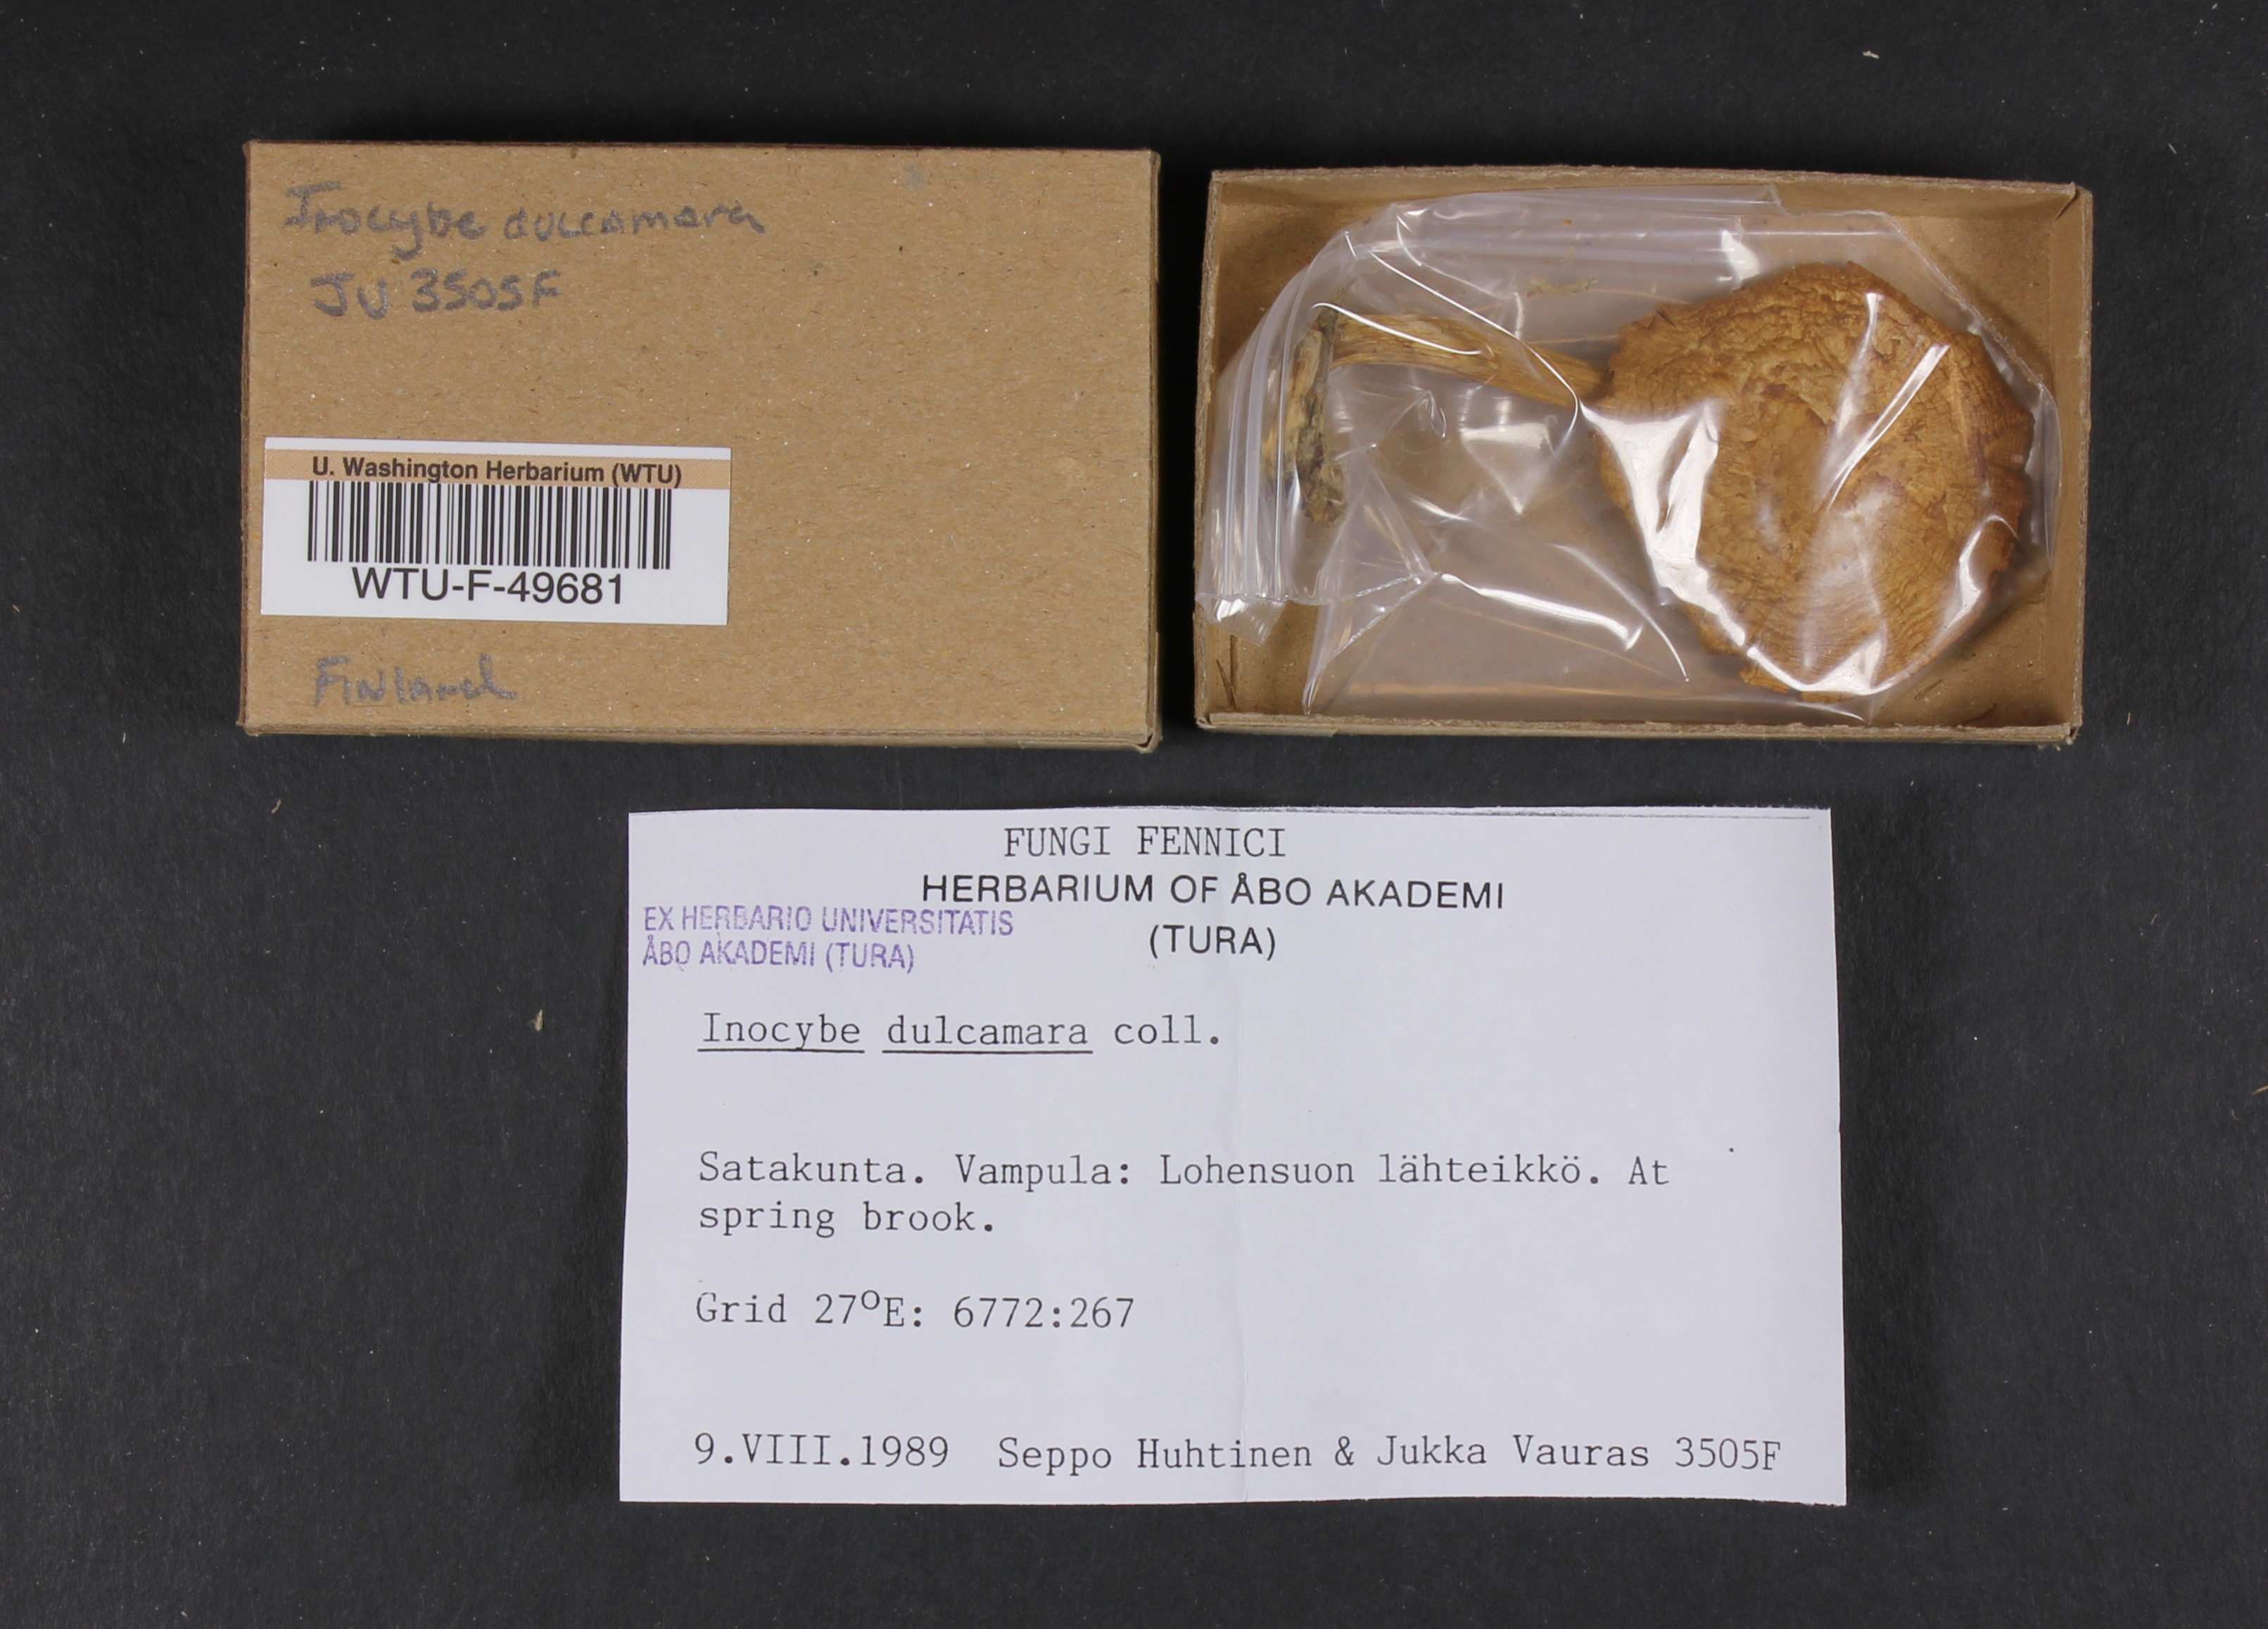 Inocybe dulcamara
JV 3505F
U. Washington Herbarium (WTU)
WTU-F-49681
Finland
FUNGI FENNICI
HERBARIUM OF ÅBO AKADEMI
(TURA)
EX HERBARIO UNIVERSITATIS
ÅBO AKADEMI (TURA)
Inocybe dulcamara coll.
Satakunta. Vampula: Lohensuon lähteikkö. At
spring brook.
Grid 27°E: 6772:267
9.VIII.1989 Seppo Huhtinen & Jukka Vauras 3505F